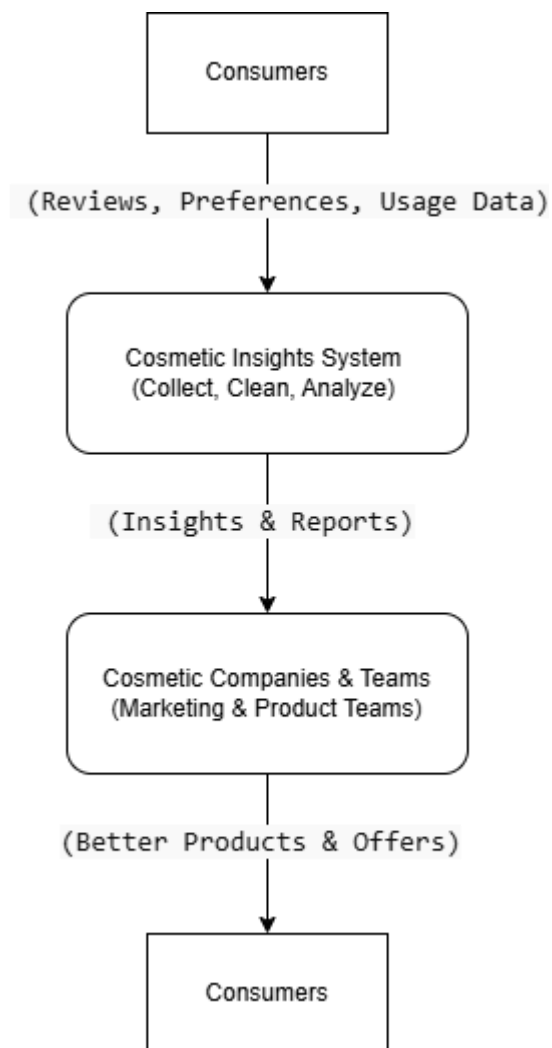 Consumers
(Reviews, Preferences, Usage Data)
Cosmetic Insights System
(Collect, Clean, Analyze)
(Insights & Reports)
Cosmetic Companies & Teams
(Marketing & Product Teams)
(Better Products & Offers)
Consumers